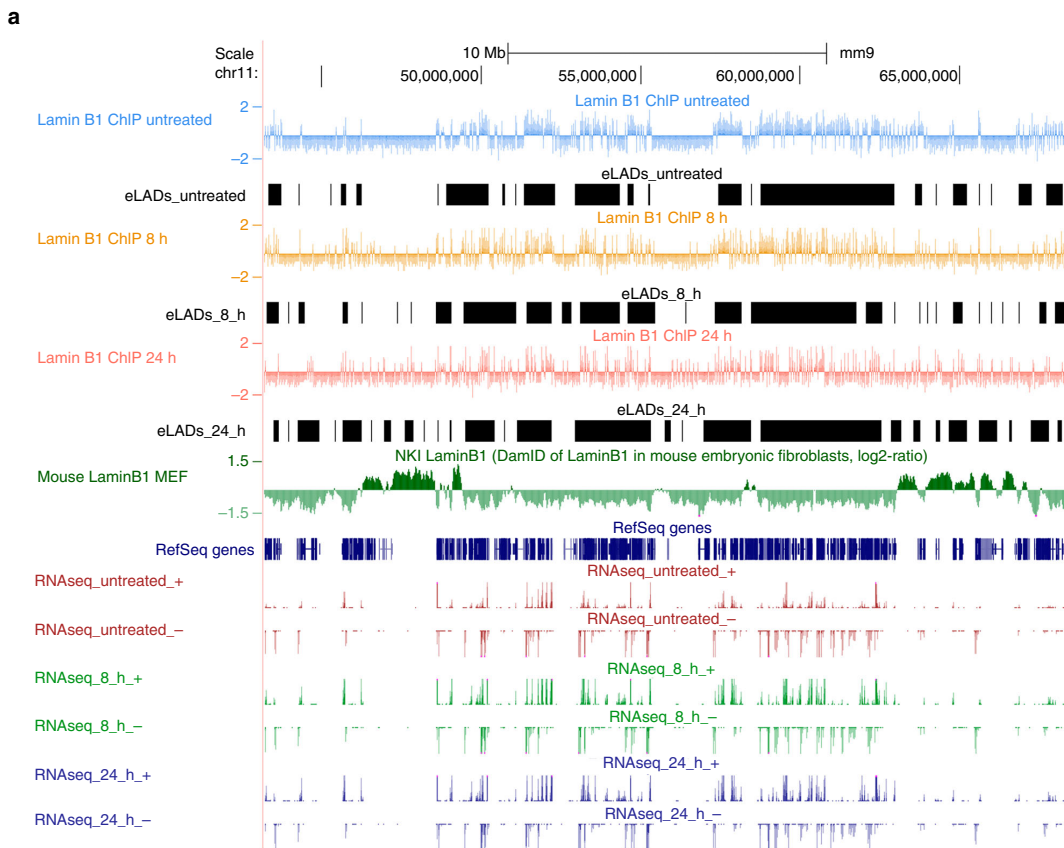 a
Scale 10 Mb mm9
chr11: 50,000,000 55,000,000 60,000,000 65,000,000
Lamin B1 ChIP untreated
2
Lamin B1 ChIP untreated
–2
eLADs_untreated
eLADs_untreated
Lamin B1 ChIP 8 h
2
Lamin B1 ChIP 8 h
–2
eLADs_8_h
eLADs_8_h
Lamin B1 ChIP 24 h
2
Lamin B1 ChIP 24 h
–2
eLADs_24_h
eLADs_24_h
NKI LaminB1 (DamID of LaminB1 in mouse embryonic fibroblasts, log2-ratio)
1.5
Mouse LaminB1 MEF
–1.5
RefSeq genes
RefSeq genes
RNAseq_untreated_+
RNAseq_untreated_+
RNAseq_untreated_–
RNAseq_untreated_–
RNAseq_8_h_+
RNAseq_8_h_+
RNAseq_8_h_–
RNAseq_8_h_–
RNAseq_24_h_+
RNAseq_24_h_+
RNAseq_24_h_–
RNAseq_24_h_–